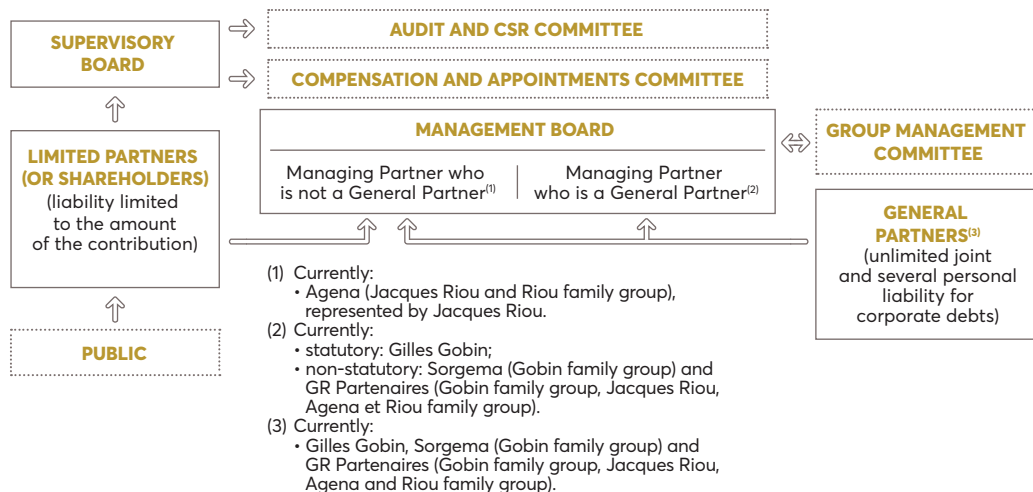 SUPERVISORY
BOARD
AUDIT AND CSR COMMITTEE
COMPENSATION AND APPOINTMENTS COMMITTEE
LIMITED PARTNERS
(OR SHAREHOLDERS)
(liability limited
to the amount
of the contribution)
MANAGEMENT BOARD
Managing Partner who
is not a General Partner(1)
Managing Partner
who is a General Partner(2)
GROUP MANAGEMENT
COMMITTEE
GENERAL
PARTNERS(3)
(unlimited joint
and several personal
liability for
corporate debts)
PUBLIC
(1) Currently:
• Agena (Jacques Riou and Riou family group),
represented by Jacques Riou.
(2) Currently:
• statutory: Gilles Gobin;
• non-statutory: Sorgema (Gobin family group) and
GR Partenaires (Gobin family group, Jacques Riou,
Agena et Riou family group).
(3) Currently:
• Gilles Gobin, Sorgema (Gobin family group) and
GR Partenaires (Gobin family group, Jacques Riou,
Agena and Riou family group).